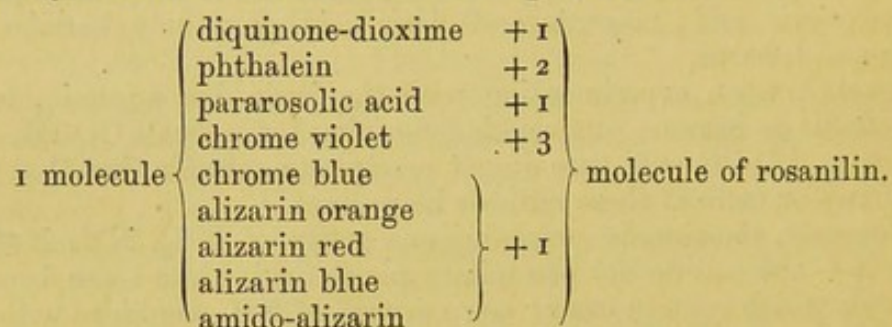 diquinone-dioxime + 1
phthalein + 2
pararosolic acid + 1
chrome violet + 3
1 molecule chrome blue molecule of rosanilin.
alizarin orange
alizarin red + 1
alizarin blue
amido-alizarin